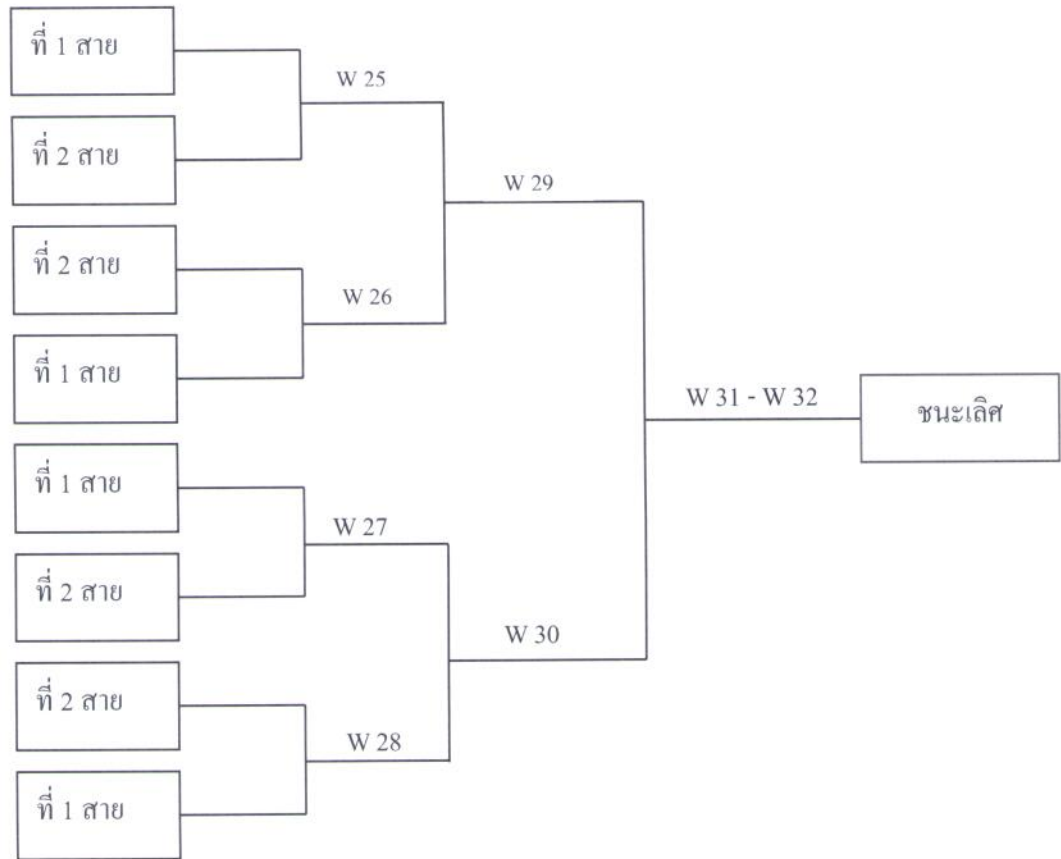 ที่ 1 สาย
W 25
ที่ 2 สาย
W 29
ที่ 2 สาย
W 26
ที่ 1 สาย
W 31 - W 32
ชนะเลิศ
ที่ 1 สาย
W 27
ที่ 2 สาย
W 30
ที่ 2 สาย
W 28
ที่ 1 สาย